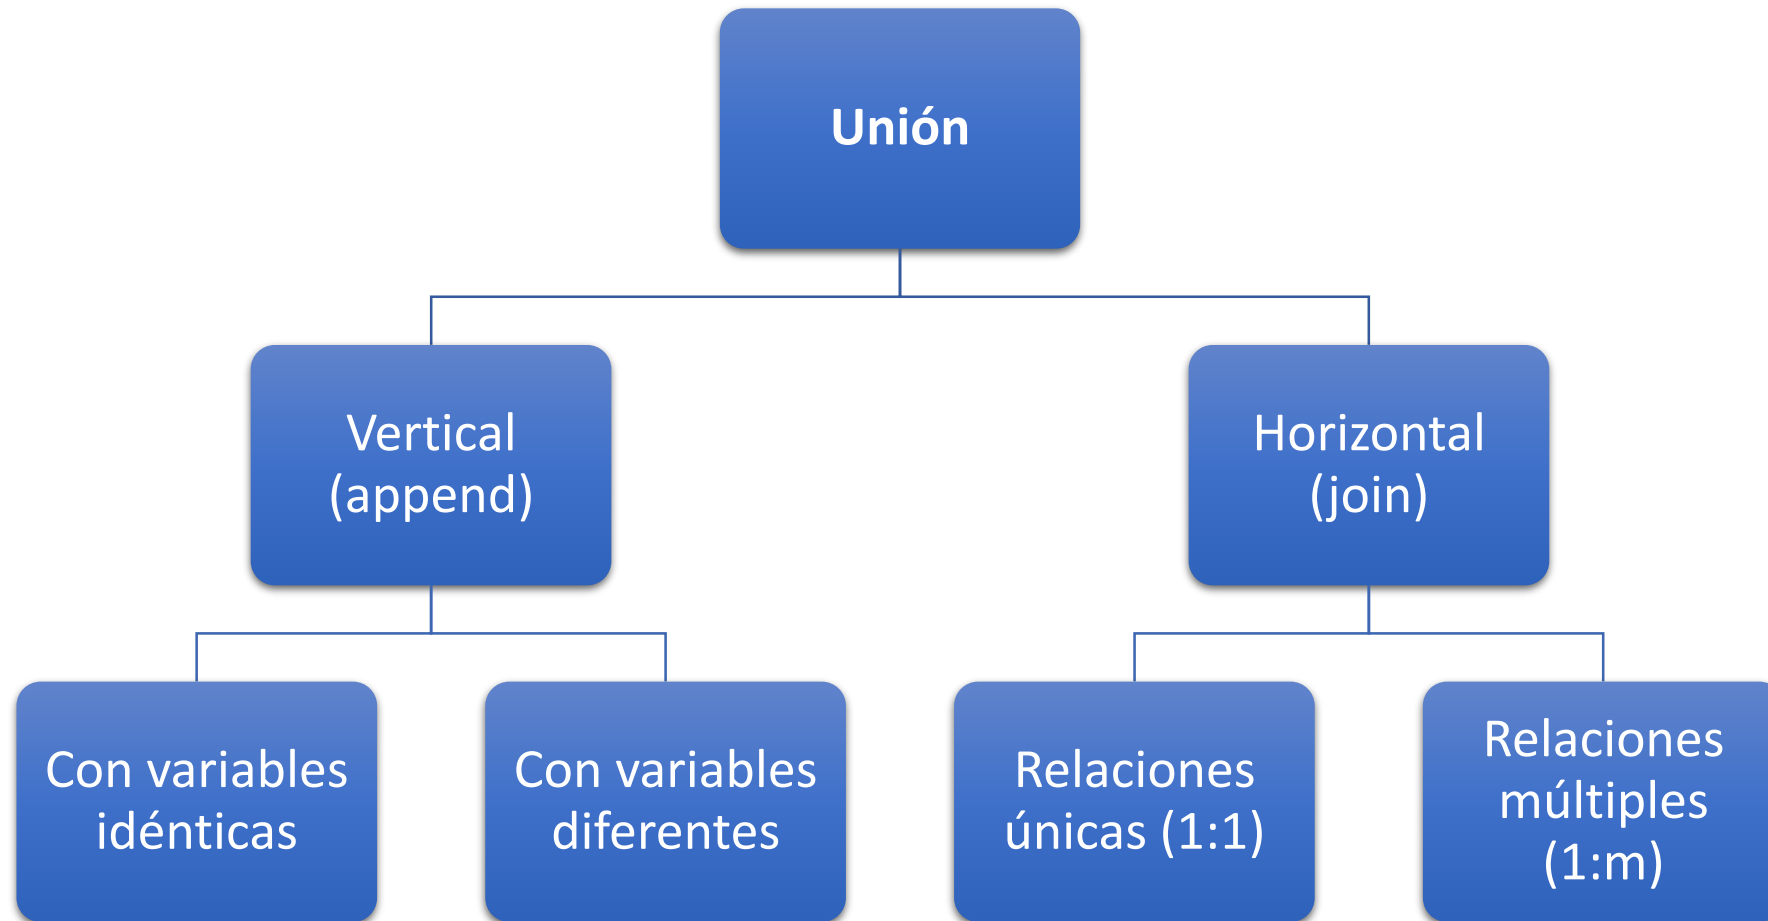 Unión
Vertical
(append)
Horizontal
(join)
Con variables
idénticas
Con variables
diferentes
Relaciones
únicas (1:1)
Relaciones
múltiples
(1:m)